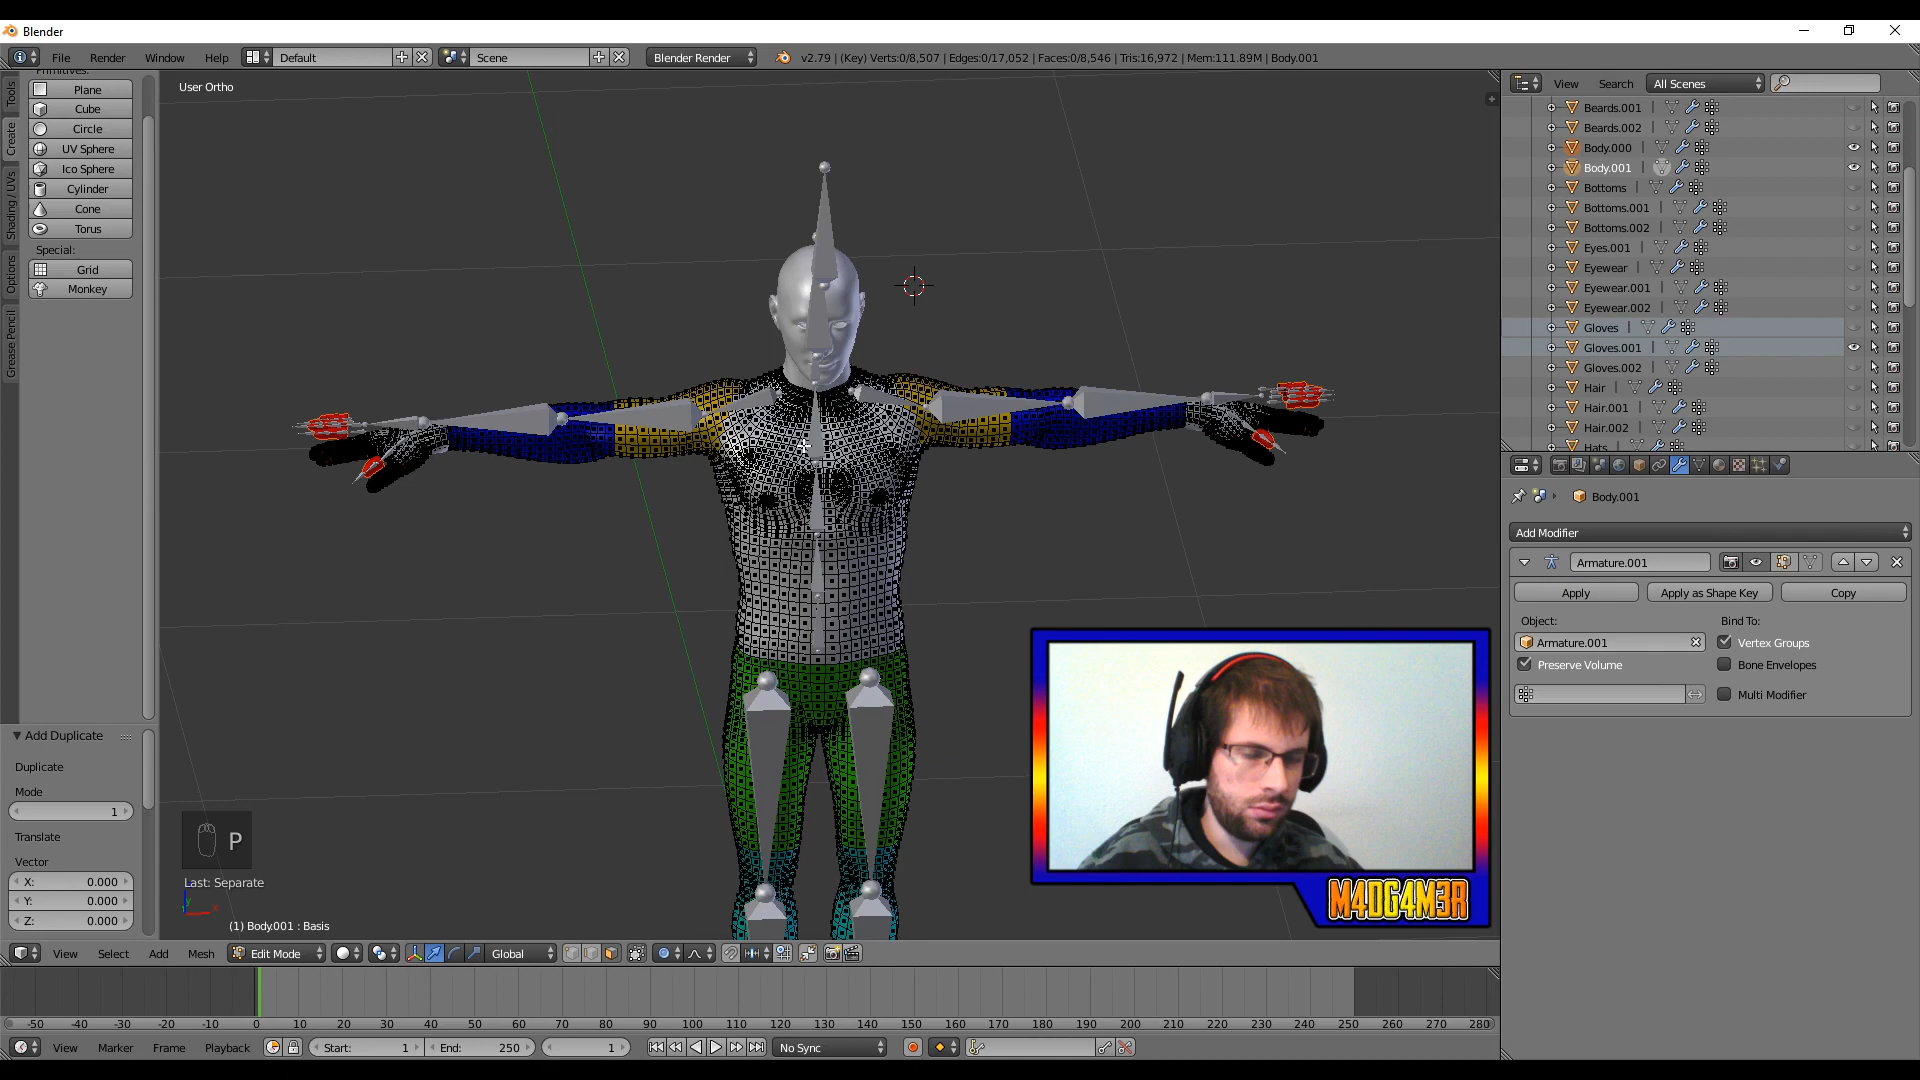 Blender
File Render Window Help Default Scene Blender Render v2.79 | (Key) Verts:0/8,507 | Edges:0/17,052 | Faces:0/8,546 | Tris:16,972 | Mem:111.89M | Body.001
Tools
Create
Shading / UVs
Options
Grease Pencil
Primitives:
Plane
Cube
Circle
UV Sphere
Ico Sphere
Cylinder
Cone
Torus
Special:
Grid
Monkey
Add Duplicate
Duplicate
Mode
1
Translate
Vector
X: 0.000
Y: 0.000
Z: 0.000
User Ortho
P
Last: Separate
(1) Body.001 : Basis
M4DG4M3R
View Select Add Mesh Edit Mode Global
-50 -40 -30 -20 -10 0 10 20 30 40 50 60 70 80 90 100 110 120 130 140 150 160 170 180 190 200 210 220 230 240 250 260 270 280
View Marker Frame Playback Start: 1 End: 250 1 No Sync
View Search All Scenes
Beards.001
Beards.002
Body.000
Body.001
Bottoms
Bottoms.001
Bottoms.002
Eyes.001
Eyewear
Eyewear.001
Eyewear.002
Gloves
Gloves.001
Gloves.002
Hair
Hair.001
Hair.002
Hats
Body.001
Add Modifier
Armature.001
Apply Apply as Shape Key Copy
Object: Bind To:
Armature.001 Vertex Groups
Preserve Volume Bone Envelopes
Multi Modifier